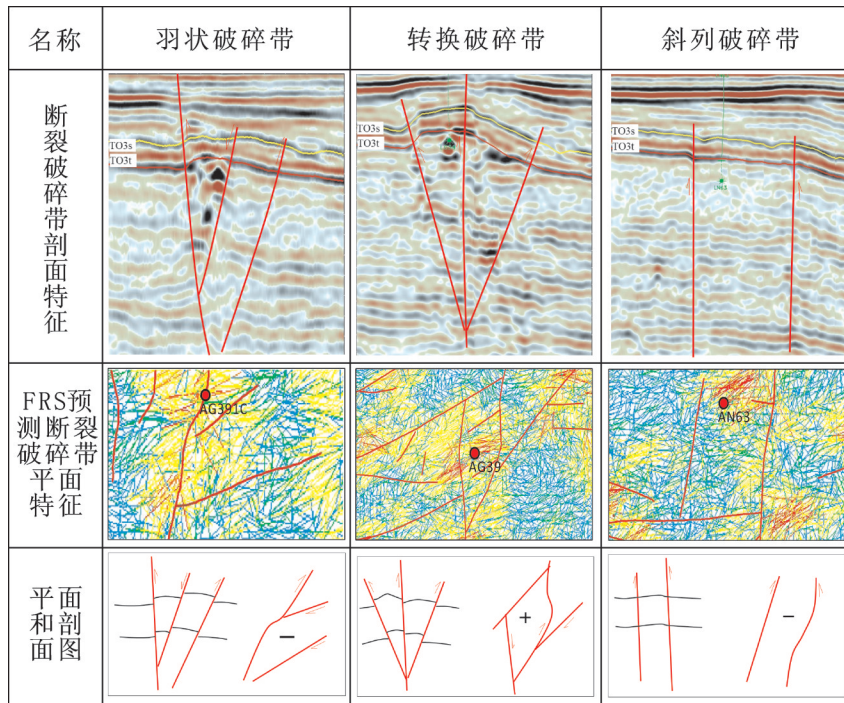 名称
羽状破碎带
转换破碎带
斜列破碎带
断裂破碎带剖面特征
TO3s
TO3t
TO3s
TO3t
TO3s
TO3t
FRS预
测断裂
破碎带
平面
特征
AG391C
AG39
AN63
平面
和剖
面图
−
+
−